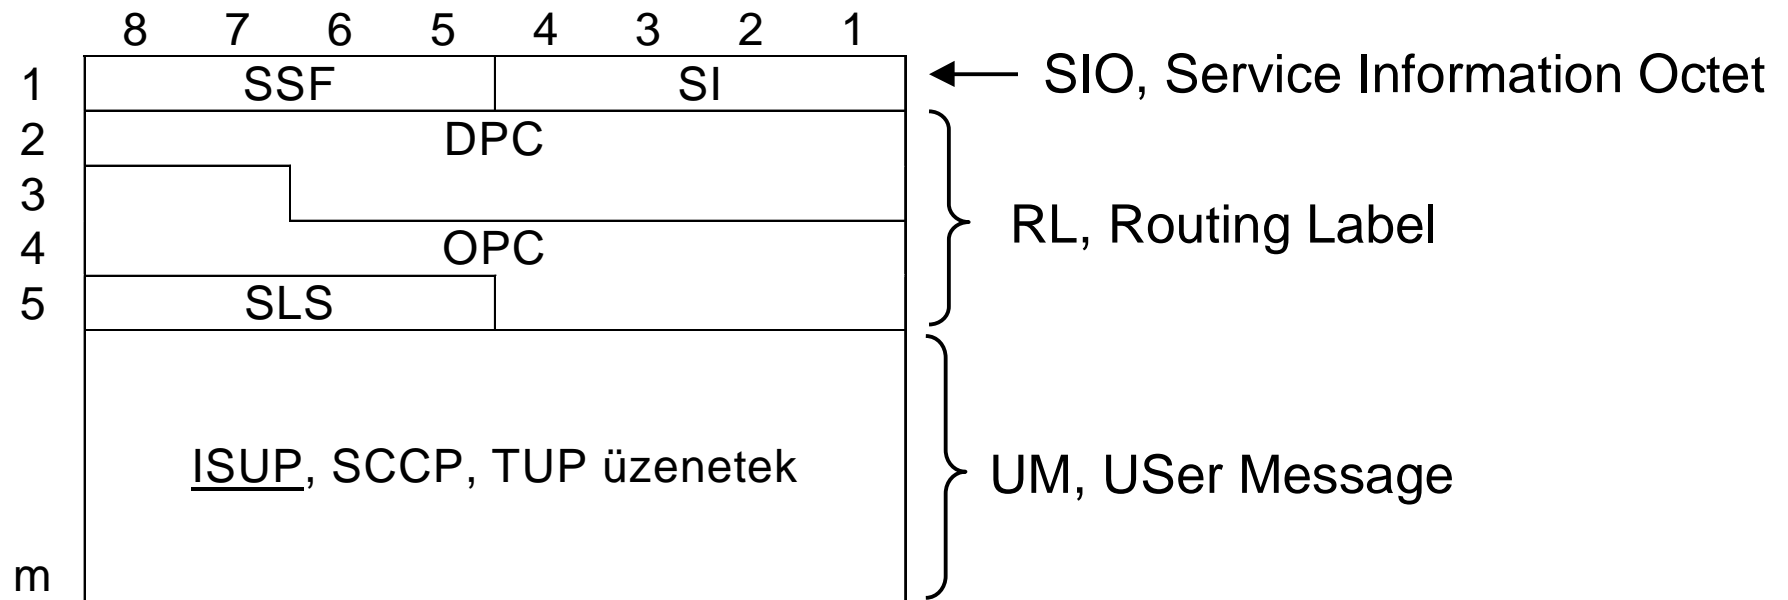 8 7 6 5 4 3 2 1
1 SSF SI SIO, Service Information Octet
2 DPC
3
RL, Routing Label
4 OPC
5 SLS
ISUP, SCCP, TUP üzenetek UM, USer Message
m